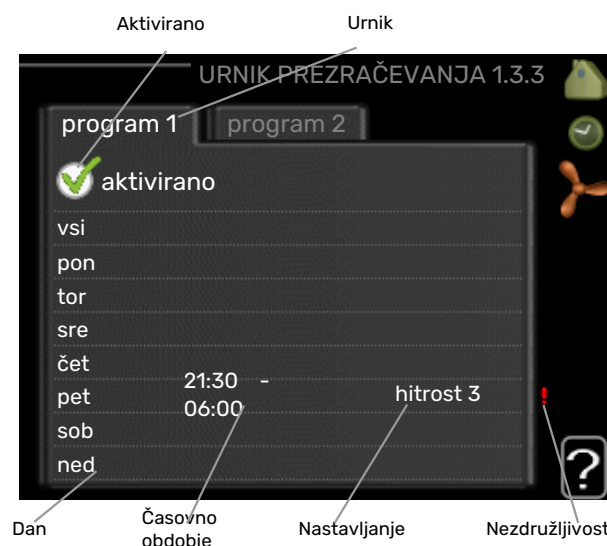 Aktivirano
Urnik
URNIK PREZRAČEVANJA 1.3.3
program 1
program 2
aktivirano
vsi
pon
tor
sre
čet
pet
21:30 -
06:00
hitrost 3
!
sob
ned
?
Dan
Časovno
obdobje
Nastavljanje
Nezdružljivost